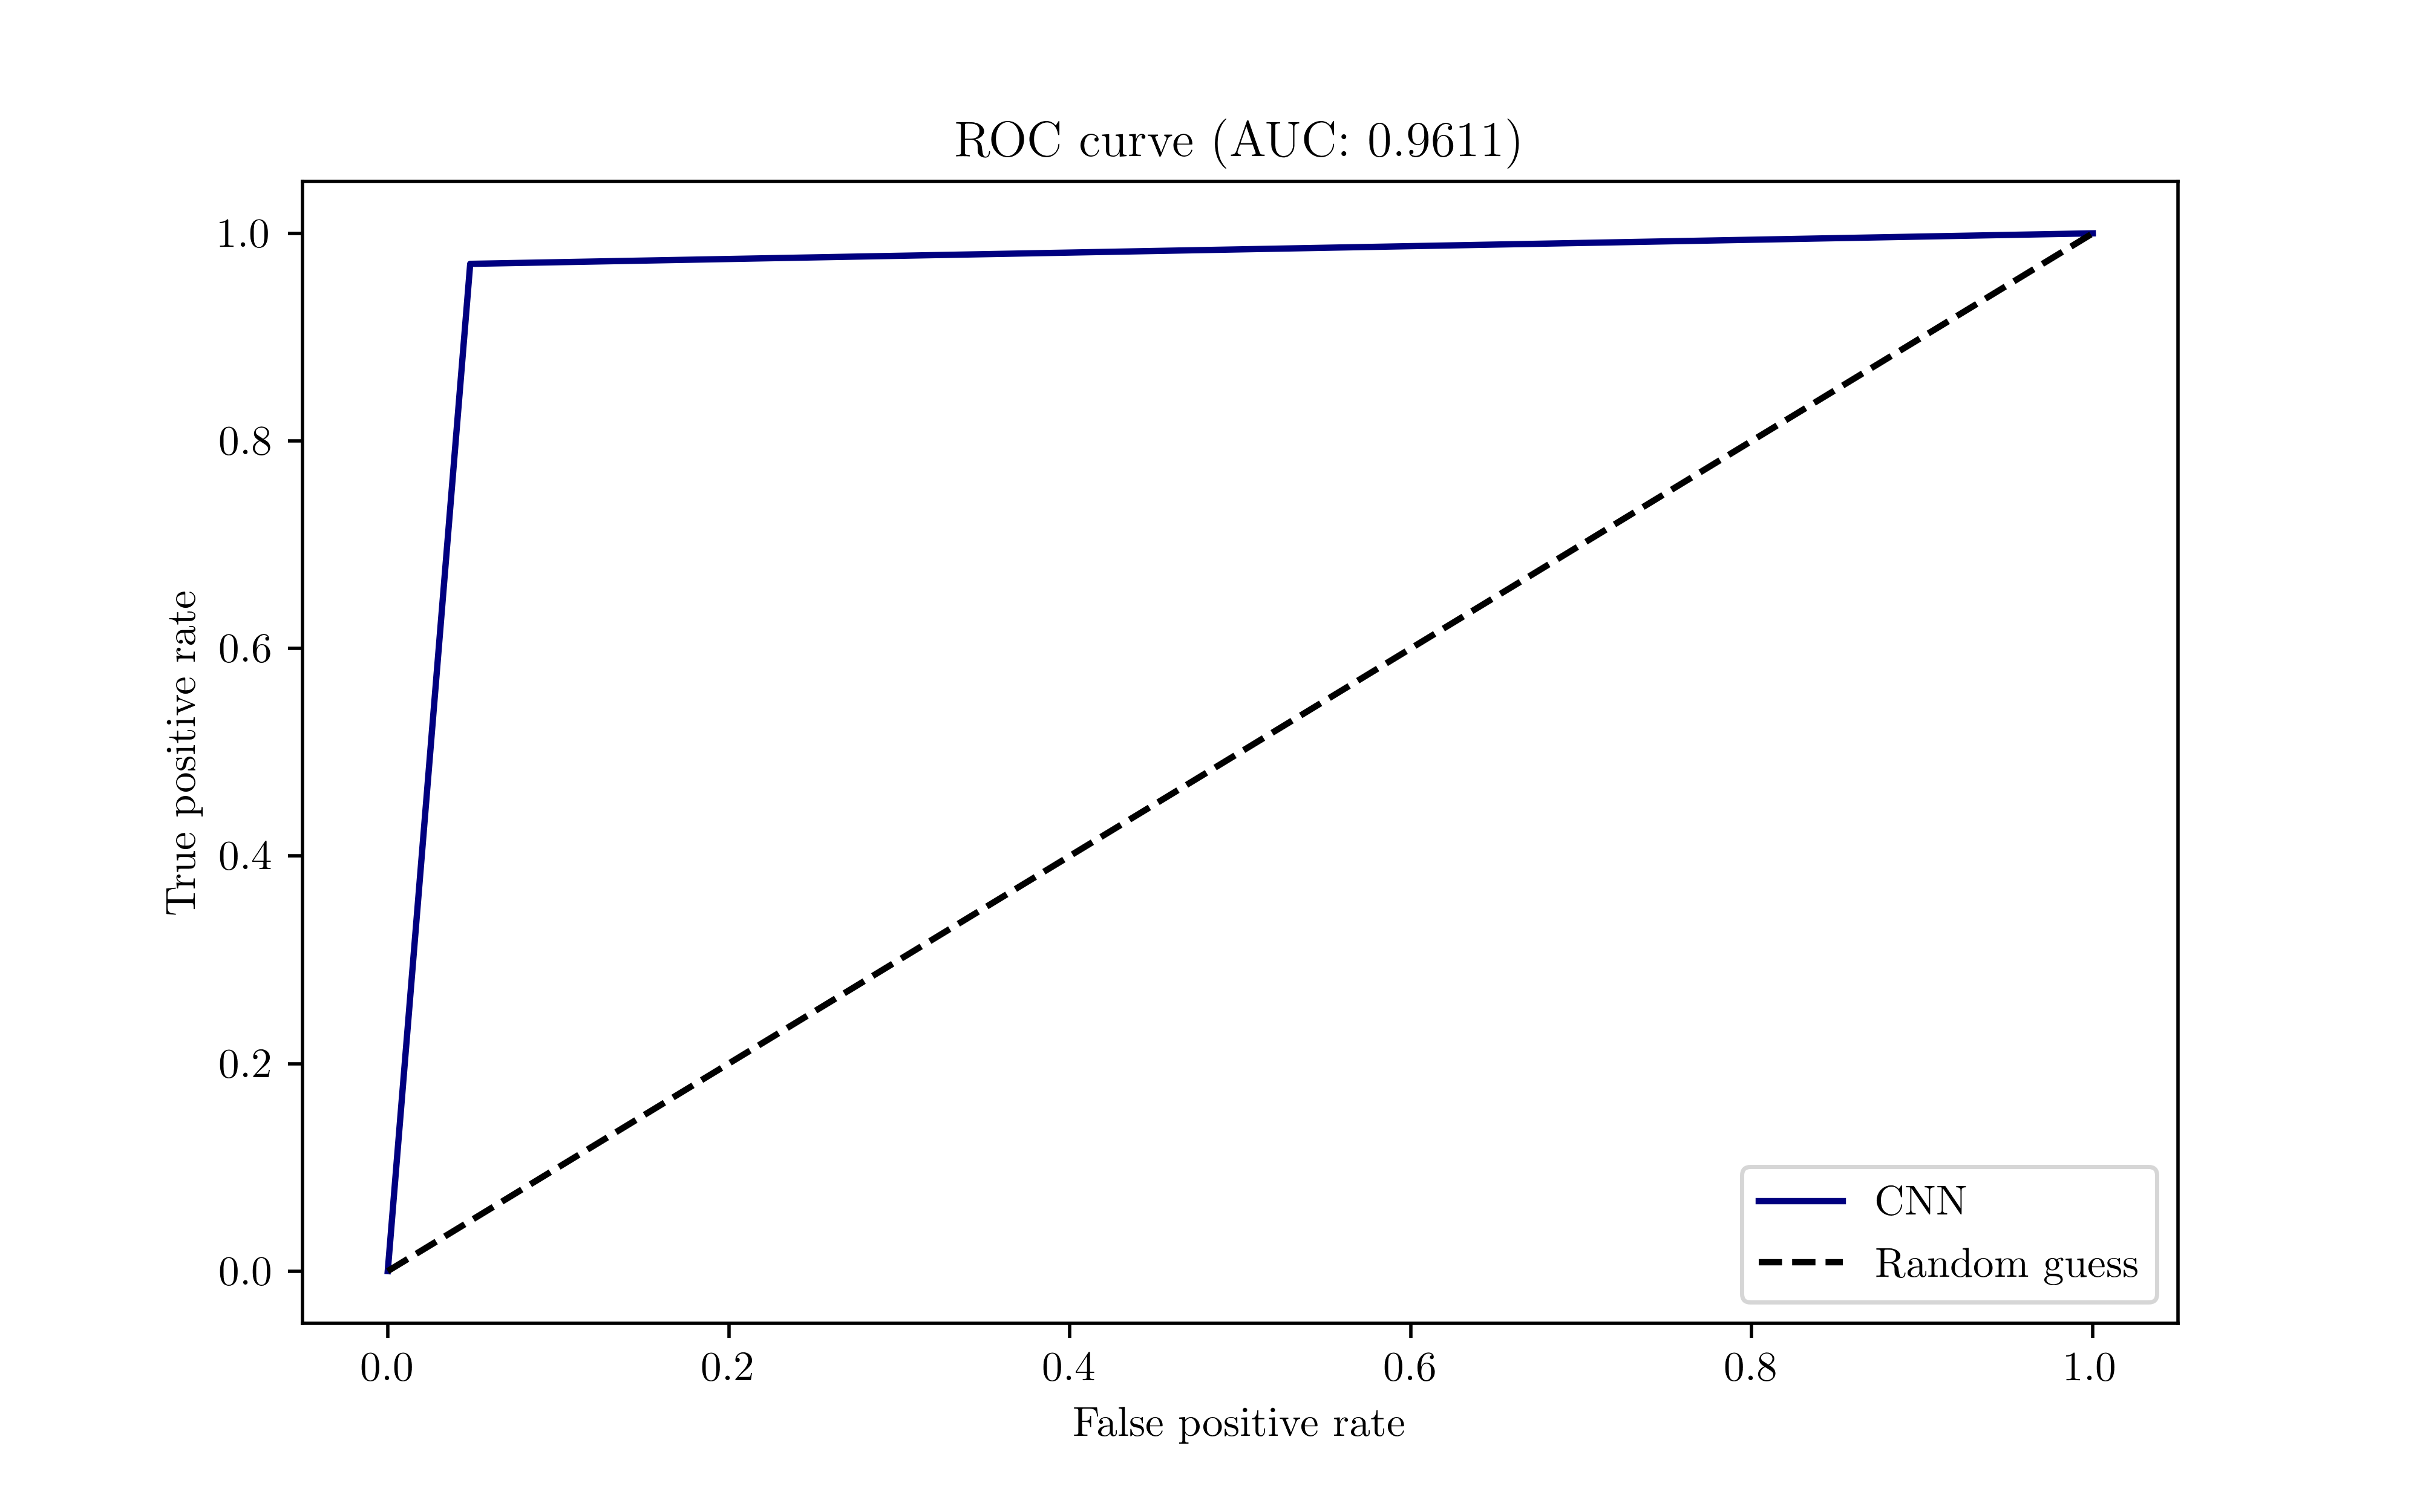 ROC curve (AUC: 0.9611)
True positive rate
1.0
0.8
0.6
0.4
0.2
0.0
0.0 0.2 0.4 0.6 0.8 1.0
False positive rate
CNN
Random guess